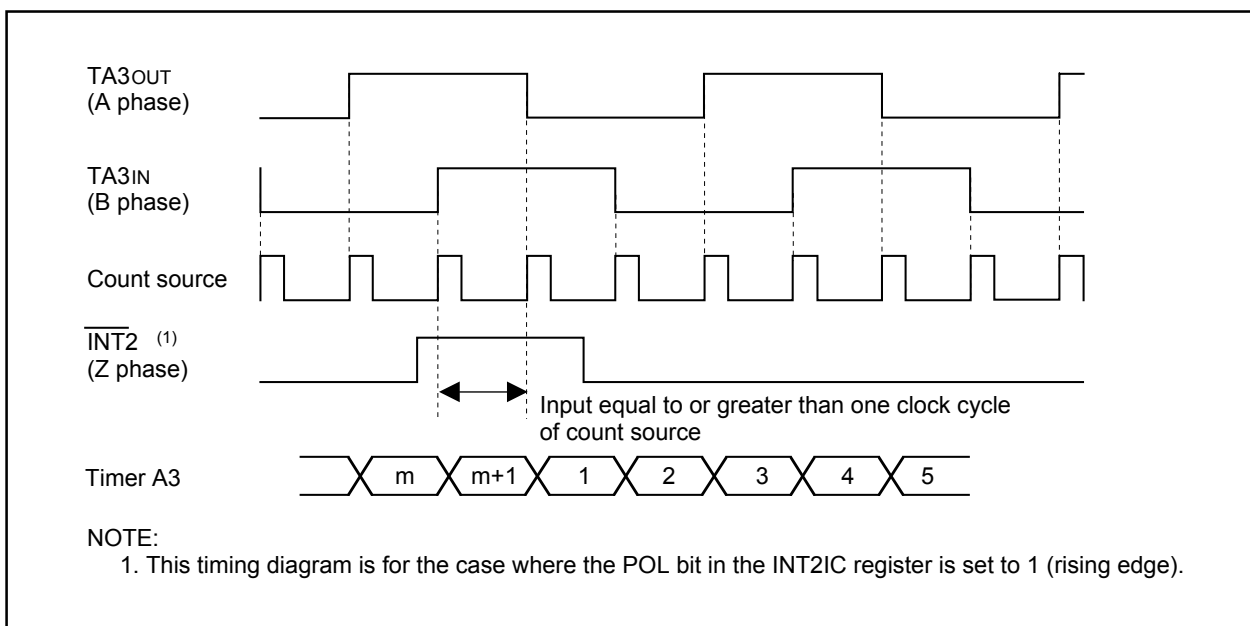 TA3OUT
(A phase)
TA3IN
(B phase)
Count source
INT2 (1)
(Z phase)
Input equal to or greater than one clock cycle
of count source
Timer A3 m m+1 1 2 3 4 5
NOTE:
1. This timing diagram is for the case where the POL bit in the INT2IC register is set to 1 (rising edge).